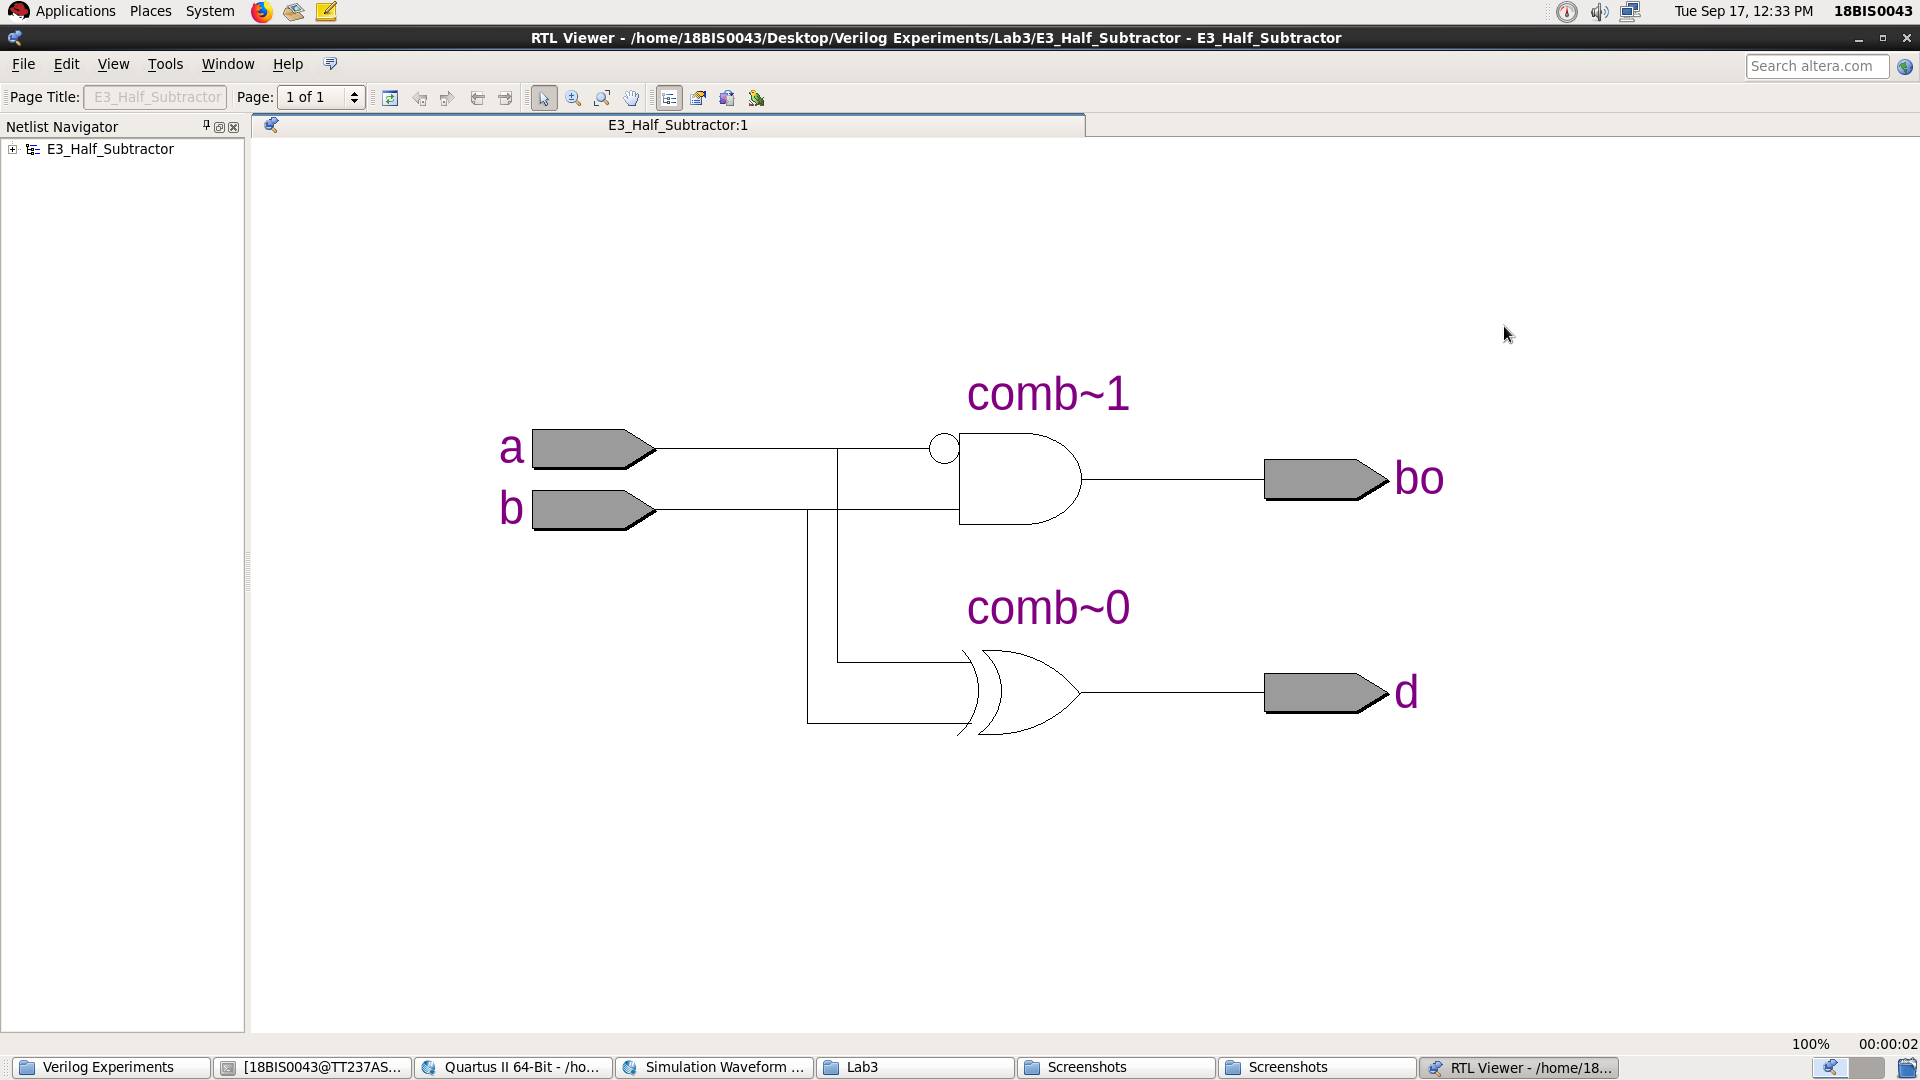 Applications Places System Tue Sep 17, 12:33 PM 18BIS0043
RTL Viewer - /home/18BIS0043/Desktop/Verilog Experiments/Lab3/E3_Half_Subtractor - E3_Half_Subtractor
File Edit View Tools Window Help Search altera.com
Page Title: E3_Half_Subtractor Page: 1 of 1
Netlist Navigator
E3_Half_Subtractor:1
E3_Half_Subtractor
comb~1
a
bo
b
comb~0
d
100% 00:00:02
Verilog Experiments [18BIS0043@TT237AS... Quartus II 64-Bit - /ho... Simulation Waveform ... Lab3 Screenshots Screenshots RTL Viewer - /home/18...